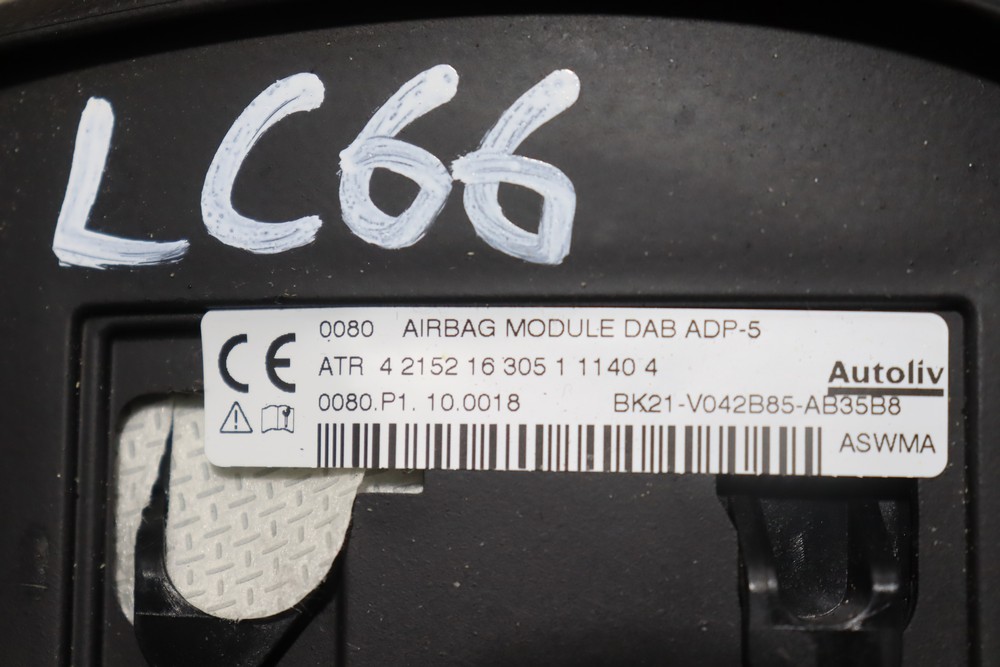 LC66
CE 0080 AIRBAG MODULE DAB ADP-5
ATR 4 2152 16 305 1 1140 4
Autoliv
0080.P1. 10.0018 BK21-V042B85-AB35B8
ASWMA